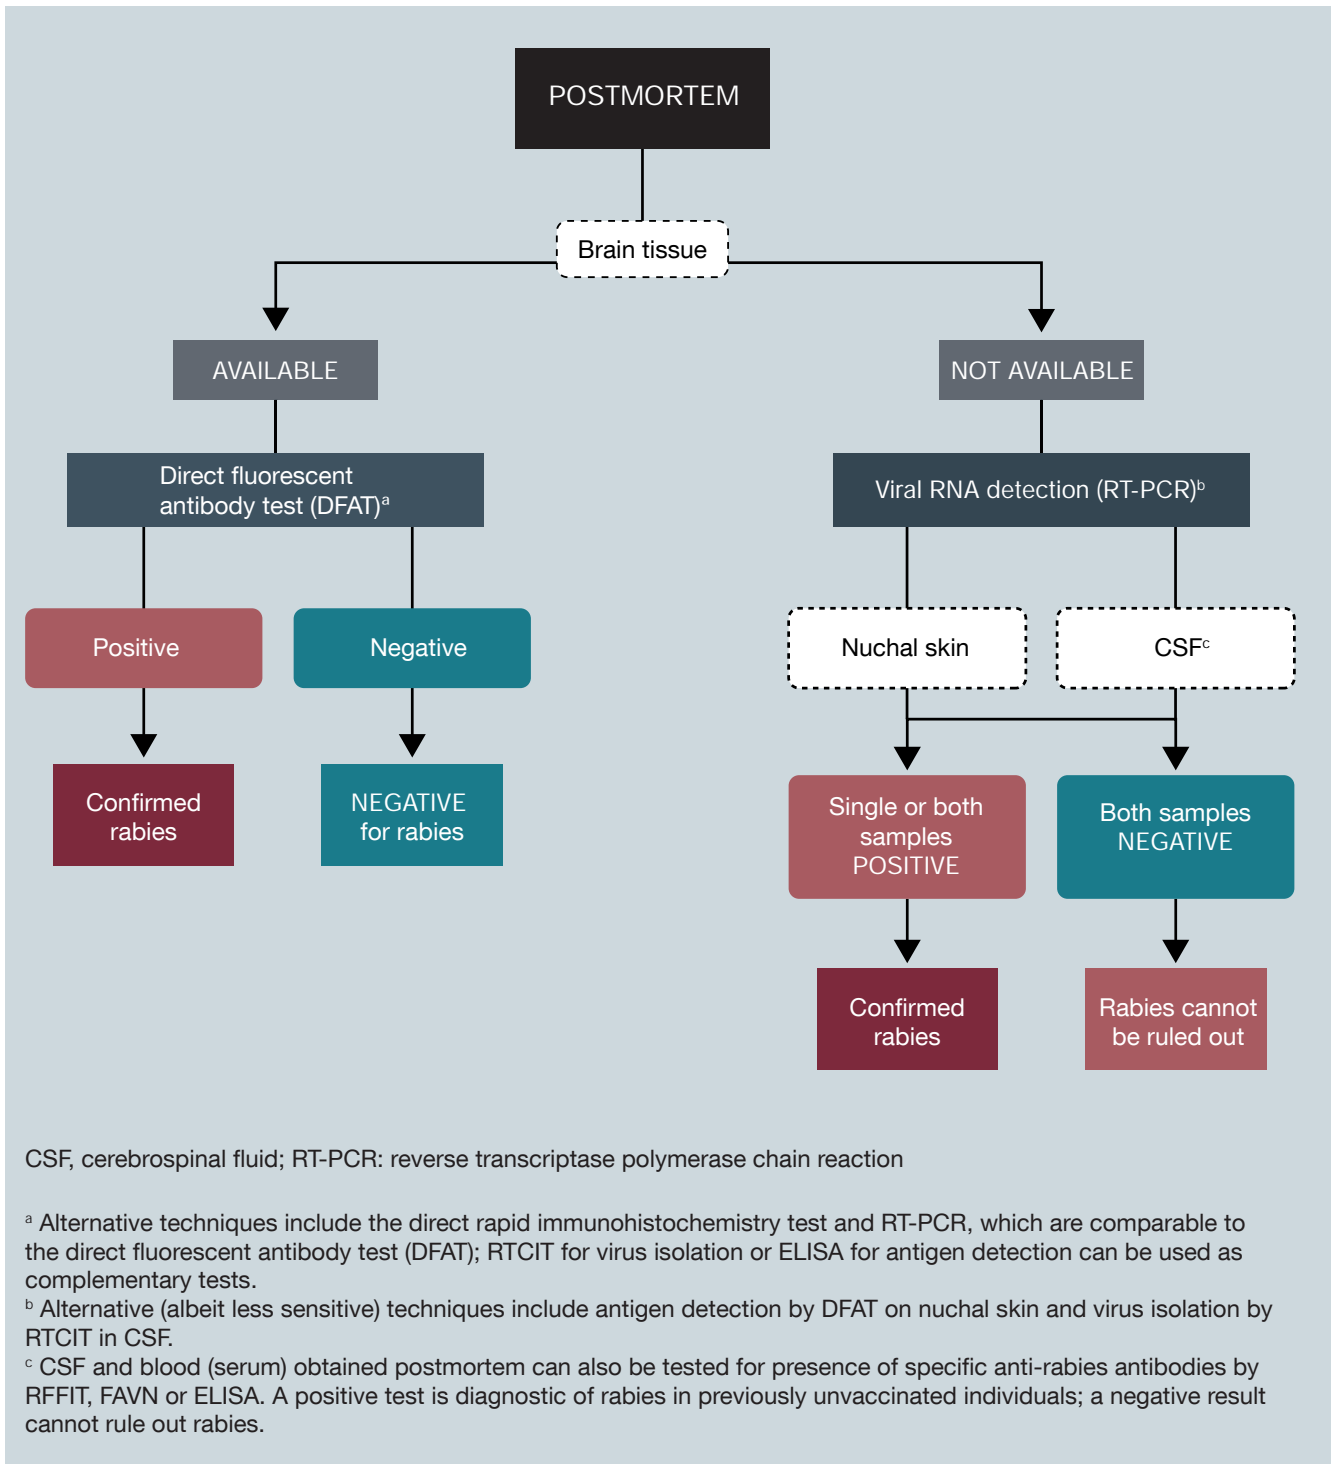 POSTMORTEM
Brain tissue
AVAILABLE
NOT AVAILABLE
Direct fluorescent
antibody test (DFAT)ᵃ
Viral RNA detection (RT-PCR)ᵇ
Positive
Negative
Nuchal skin
CSFᶜ
Confirmed
rabies
NEGATIVE
for rabies
Single or both
samples
POSITIVE
Both samples
NEGATIVE
Confirmed
rabies
Rabies cannot
be ruled out
CSF, cerebrospinal fluid; RT-PCR: reverse transcriptase polymerase chain reaction
ᵃ Alternative techniques include the direct rapid immunohistochemistry test and RT-PCR, which are comparable to
the direct fluorescent antibody test (DFAT); RTCIT for virus isolation or ELISA for antigen detection can be used as
complementary tests.
ᵇ Alternative (albeit less sensitive) techniques include antigen detection by DFAT on nuchal skin and virus isolation by
RTCIT in CSF.
ᶜ CSF and blood (serum) obtained postmortem can also be tested for presence of specific anti-rabies antibodies by
RFFIT, FAVN or ELISA. A positive test is diagnostic of rabies in previously unvaccinated individuals; a negative result
cannot rule out rabies.